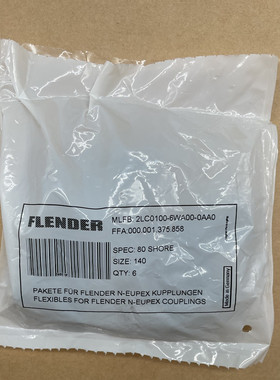 FLENDER
MLFB: 2LC0100-6WA00-0AA0
FFA:000.001.375.858
SPEC: 80 SHORE
SIZE: 140
QTY: 6
Made in Germany
PAKETE FÜR FLENDER N-EUPEX KUPPLUNGEN
FLEXIBLES FOR FLENDER N-EUPEX COUPLINGS